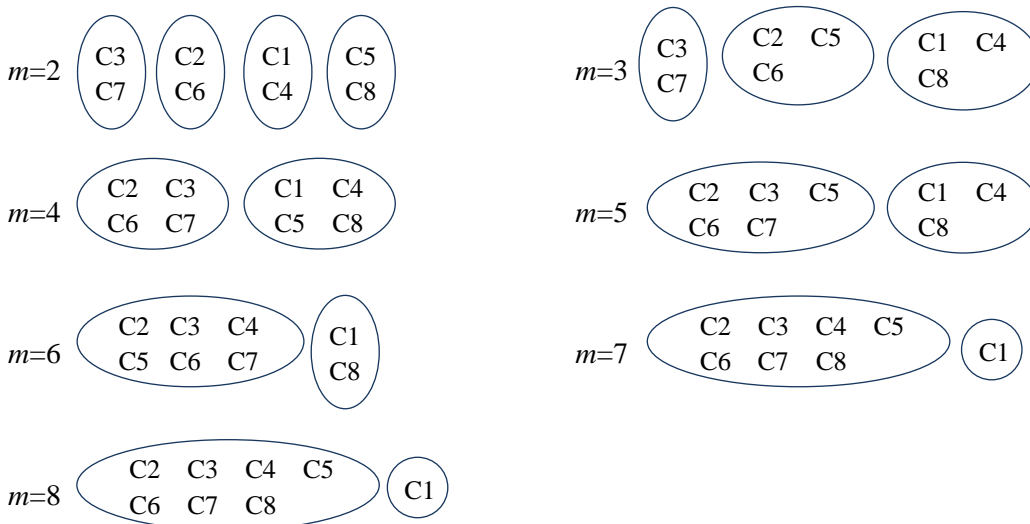 m=2
C3
C7
C2
C6
C1
C4
C5
C8
m=3
C3
C7
C2 C5
C6
C1 C4
C8
m=4
C2 C3
C6 C7
C1 C4
C5 C8
m=5
C2 C3 C5
C6 C7
C1 C4
C8
m=6
C2 C3 C4
C5 C6 C7
C1
C8
m=7
C2 C3 C4 C5
C6 C7 C8
C1
m=8
C2 C3 C4 C5
C6 C7 C8
C1